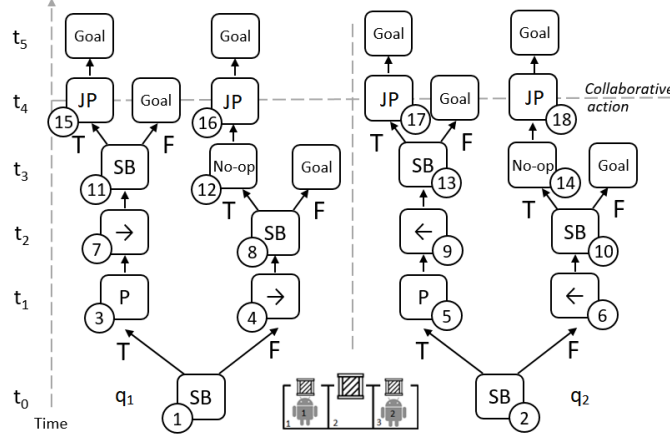 t5 Goal Goal Goal Goal
t4 JP Goal JP JP Goal JP Collaborative action
15 16 17 18
T F T F
t3 SB No-op Goal SB No-op Goal
11 12 13 14
T F T F
t2 → SB ← SB
7 8 9 10
t1 P → P ←
3 4 5 6
T F T F
t0 q1 SB SB q2
1 2
1 2
1 2 3
Time